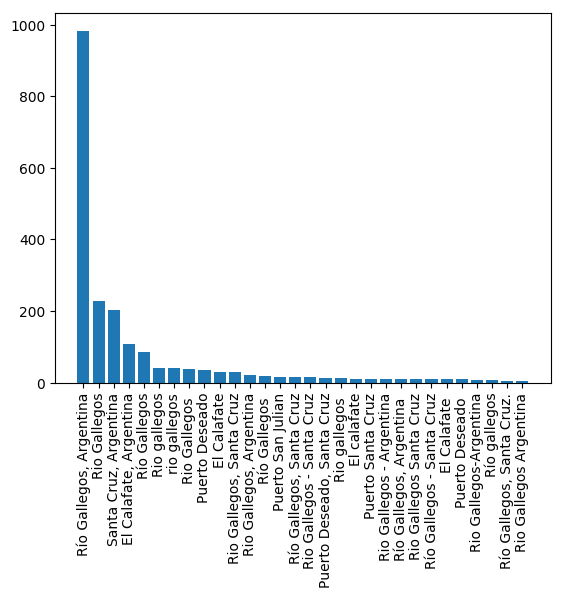 1000
800
600
400
200
0
Río Gallegos, Argentina
Rio Gallegos
Santa Cruz, Argentina
El Calafate, Argentina
Río Gallegos
Rio gallegos
rio gallegos
Rio Gallegos
Puerto Deseado
El Calafate
Rio Gallegos, Santa Cruz
Rio Gallegos, Argentina
Río Gallegos
Puerto San Julian
Río Gallegos, Santa Cruz
Rio Gallegos - Santa Cruz
Puerto Deseado, Santa Cruz
Rio gallegos
El calafate
Puerto Santa Cruz
Rio Gallegos - Argentina
Río Gallegos, Argentina
Rio Gallegos Santa Cruz
Río Gallegos - Santa Cruz
El Calafate
Puerto Deseado
Rio Gallegos-Argentina
Río gallegos
Río Gallegos, Santa Cruz.
Rio Gallegos Argentina